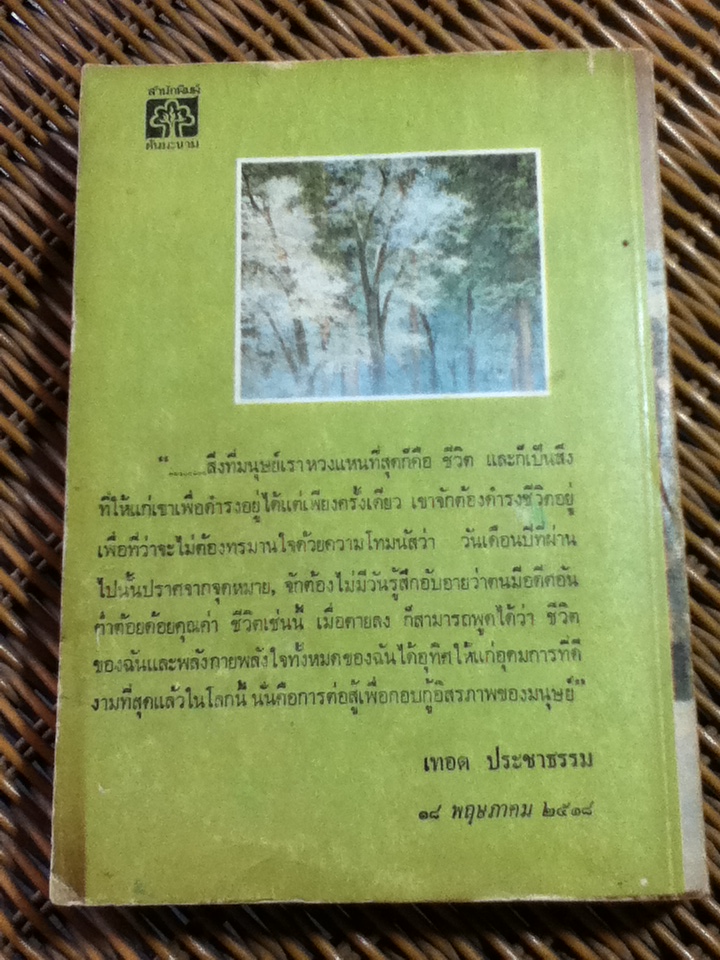 สำนักพิมพ์
ต้นมะขาม
“.........สิ่งที่มนุษย์เราหวงแหนที่สุดก็คือ ชีวิต และก็เป็นสิ่ง
ที่ให้แก่เขาเพื่อดำรงอยู่ได้แต่เพียงครั้งเดียว เขาจักต้องดำรงชีวิตอยู่
เพื่อที่ว่าจะไม่ต้องทรมานใจด้วยความโทมนัสว่า วันเดือนปีที่ผ่าน
ไปนั้นปราศจากจุดหมาย, จักต้องไม่มีวันรู้สึกอับอายว่าตนมีอดีตอัน
ต่ำต้อยด้อยคุณค่า ชีวิตเช่นนี้ เมื่อตายลง ก็สามารถพูดได้ว่า ชีวิต
ของฉันและพลังกายพลังใจทั้งหมดของฉันได้อุทิศให้แก่อุดมการที่ดี
งามที่สุดแล้วในโลกนี้ นั่นคือการต่อสู้เพื่อกอบกู้อิสรภาพของมนุษย์”
เทอด ประชาธรรม
๑๘ พฤษภาคม ๒๕๑๘